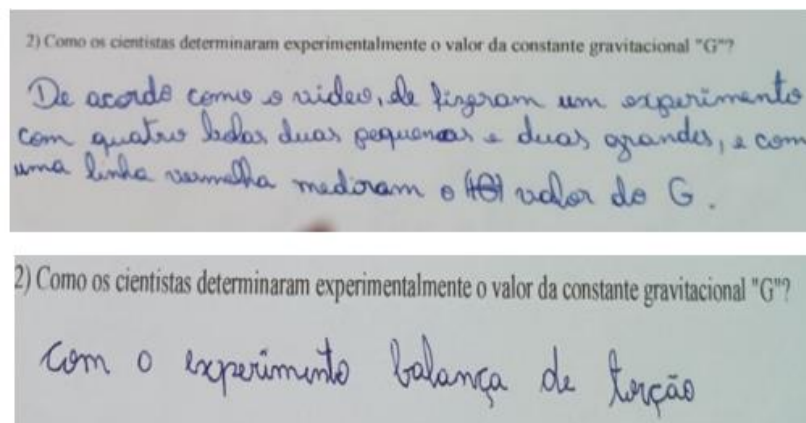 2) Como os cientistas determinaram experimentalmente o valor da constante gravitacional "G"?
De acordo como o video, ele fizeram um experimento
com quatro bolas duas pequenas e duas grandes, e com
uma linha vermelha mediram o valor do G.
2) Como os cientistas determinaram experimentalmente o valor da constante gravitacional "G"?
Com o experimento balança de torção